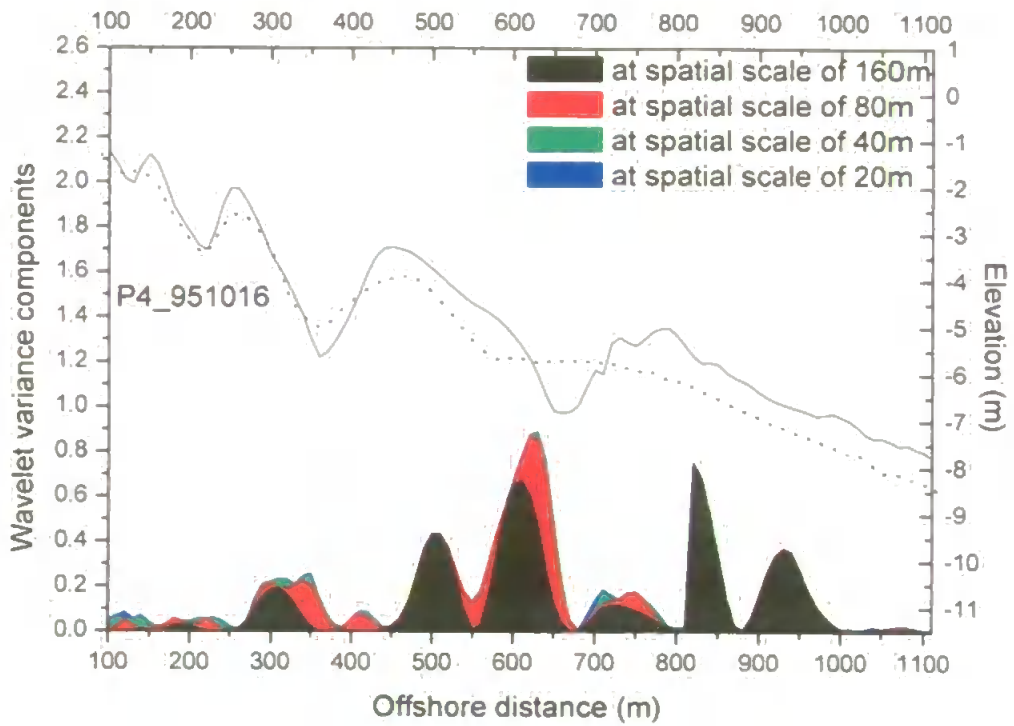 100 200 300 400 500 600 700 800 900 1000 1100
2.6
2.4
2.2
2.0
1.8
1.6
1.4
1.2
1.0
0.8
0.6
0.4
0.2
0.0
Wavelet variance components
at spatial scale of 160m
at spatial scale of 80m
at spatial scale of 40m
at spatial scale of 20m
P4_951016
1
0
-1
-2
-3
-4
-5
-6
-7
-8
-9
-10
-11
Elevation (m)
100 200 300 400 500 600 700 800 900 1000 1100
Offshore distance (m)